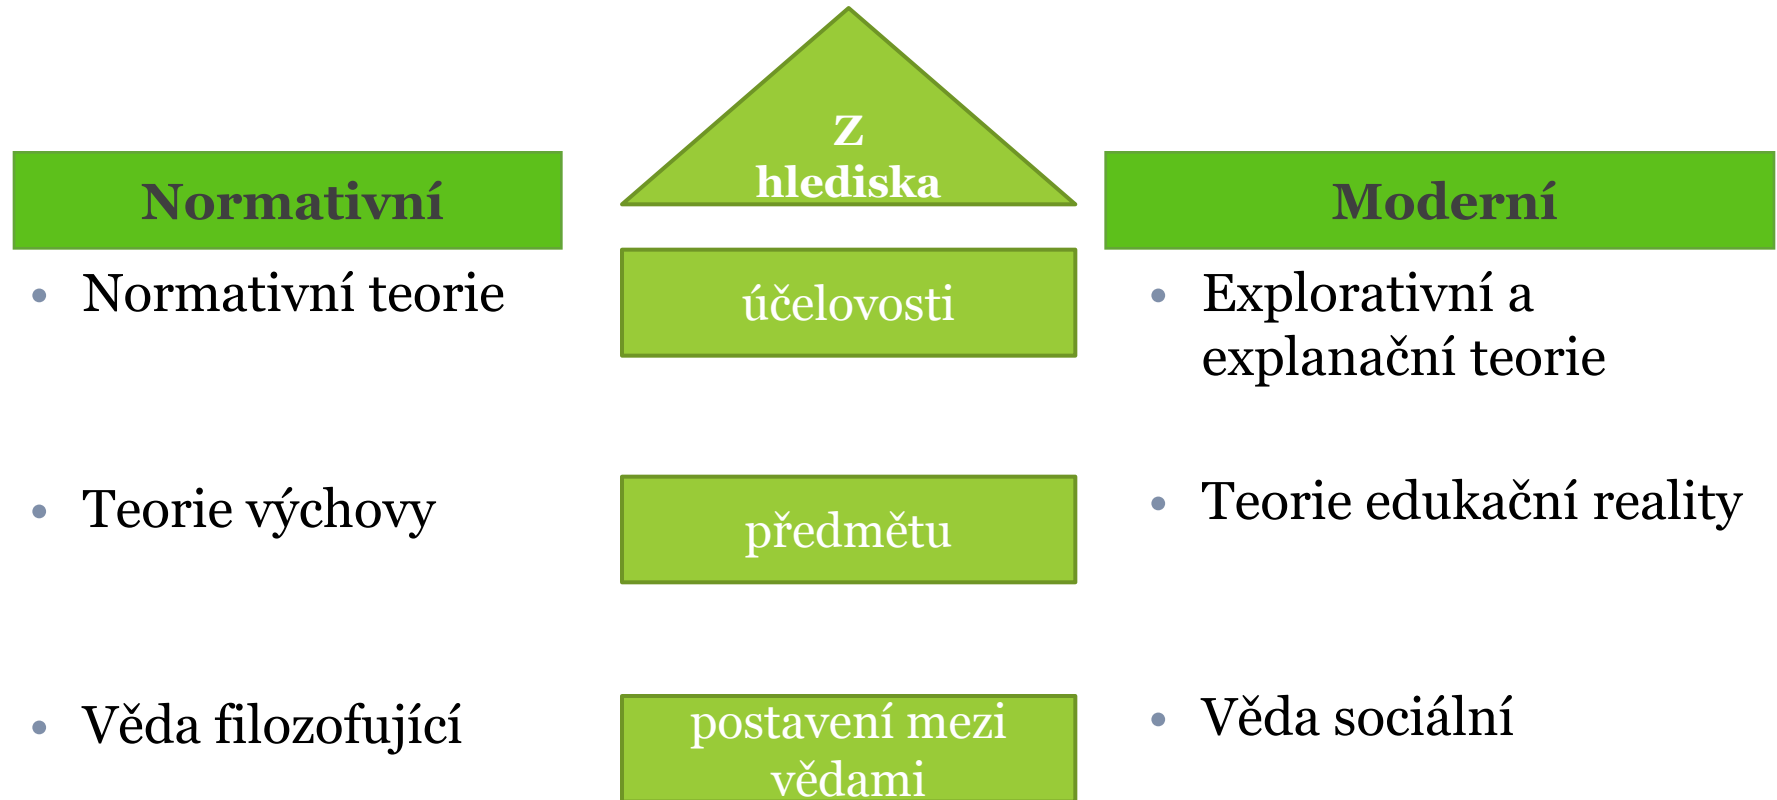 Z
hlediska
Normativní
Moderní
Normativní teorie
účelovosti
Explorativní a
explanační teorie
Teorie výchovy
předmětu
Teorie edukační reality
Věda filozofující
postavení mezi
vědami
Věda sociální